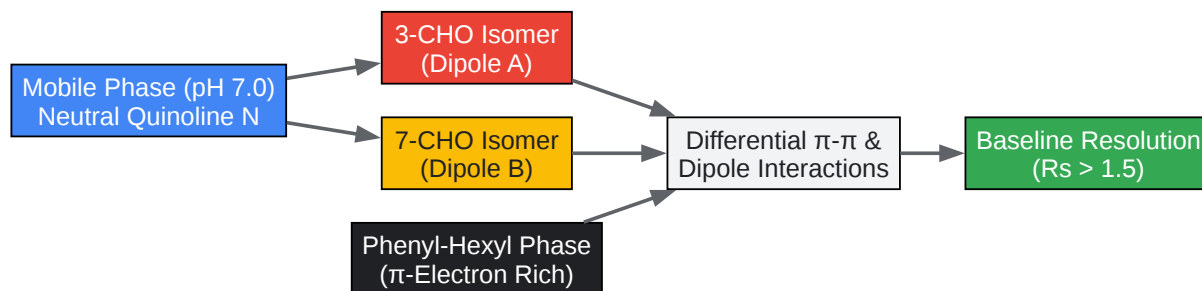 Mobile Phase (pH 7.0)
Neutral Quinoline N
3-CHO Isomer
(Dipole A)
7-CHO Isomer
(Dipole B)
Phenyl-Hexyl Phase
(π-Electron Rich)
Differential π-π &
Dipole Interactions
Baseline Resolution
(Rs > 1.5)